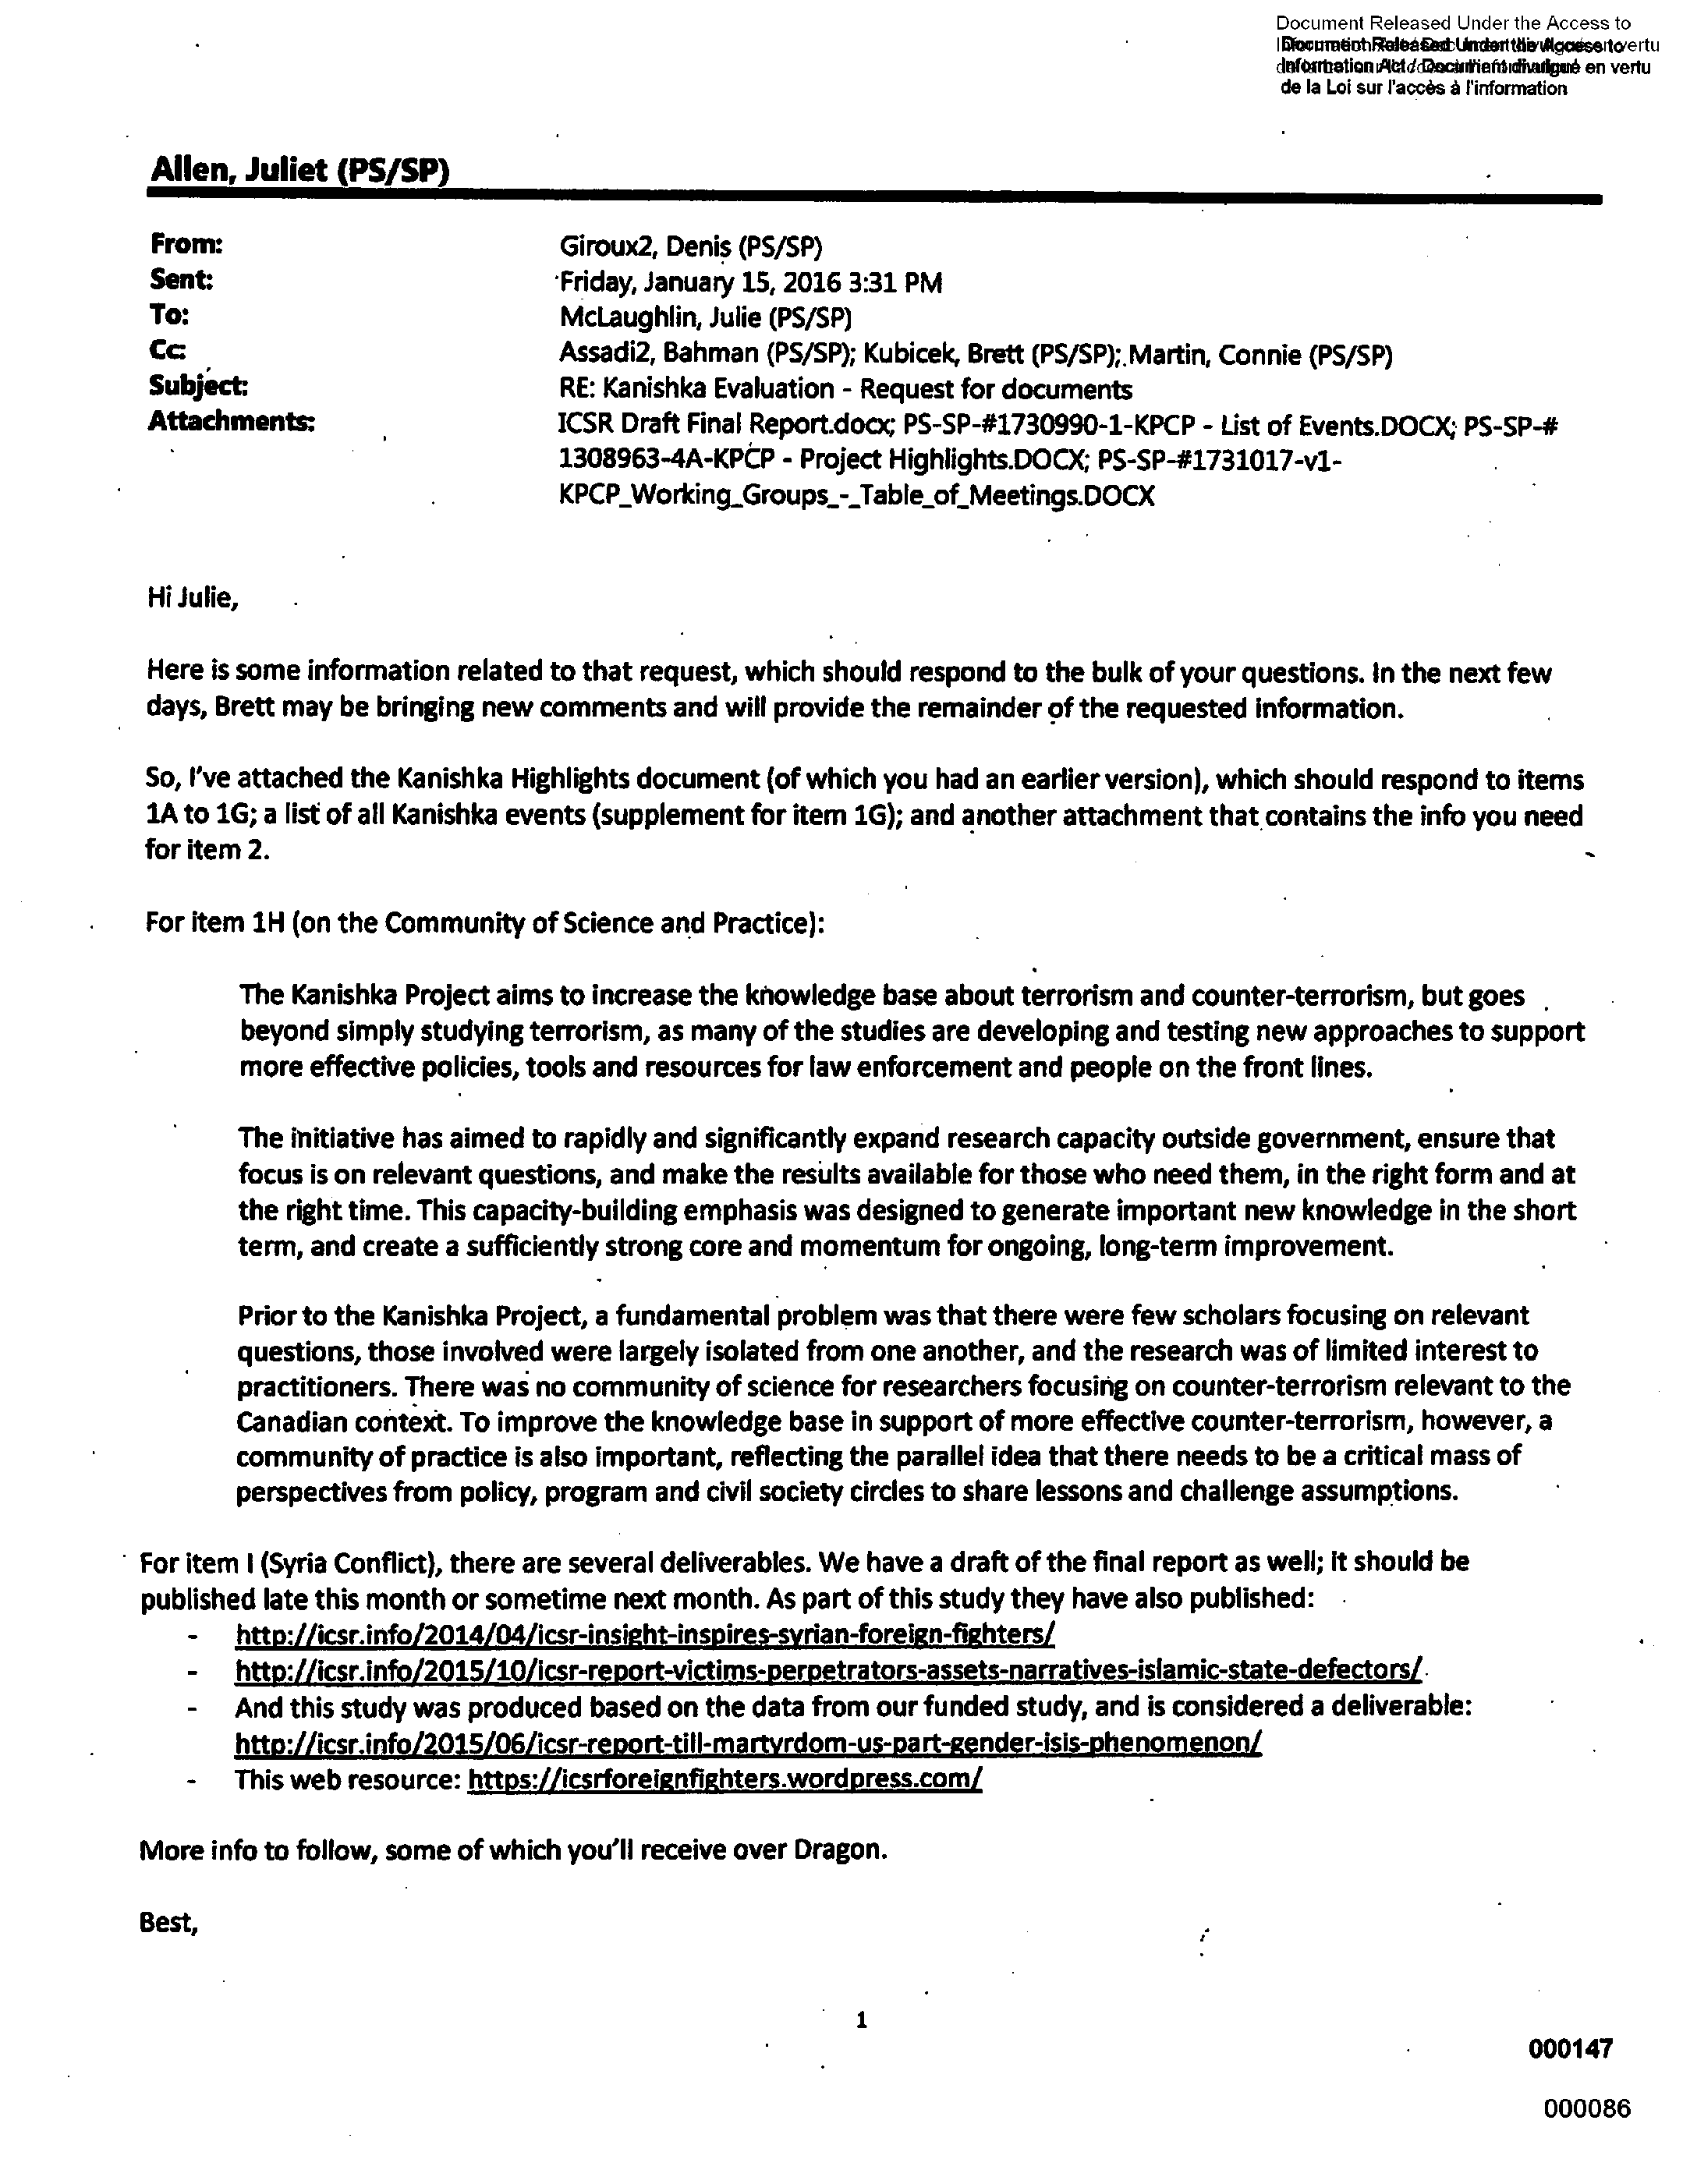 Document Released Under the Access to
Document Released Under the Access to
Information Act / Document divulgué en vertu
de la Loi sur l'accès à l'information
Allen, Juliet (PS/SP)
From: Giroux2, Denis (PS/SP)
Sent: Friday, January 15, 2016 3:31 PM
To: McLaughlin, Julie (PS/SP)
Cc: Assadi2, Bahman (PS/SP); Kubicek, Brett (PS/SP); Martin, Connie (PS/SP)
Subject: RE: Kanishka Evaluation - Request for documents
Attachments: ICSR Draft Final Report.docx; PS-SP-#1730990-1-KPCP - List of Events.DOCX; PS-SP-#
1308963-4A-KPCP - Project Highlights.DOCX; PS-SP-#1731017-v1-
KPCP_Working_Groups_-_Table_of_Meetings.DOCX
Hi Julie,
Here is some information related to that request, which should respond to the bulk of your questions. In the next few
days, Brett may be bringing new comments and will provide the remainder of the requested information.
So, I've attached the Kanishka Highlights document (of which you had an earlier version), which should respond to items
1A to 1G; a list of all Kanishka events (supplement for item 1G); and another attachment that contains the info you need
for item 2.
For item 1H (on the Community of Science and Practice):
The Kanishka Project aims to increase the knowledge base about terrorism and counter-terrorism, but goes
beyond simply studying terrorism, as many of the studies are developing and testing new approaches to support
more effective policies, tools and resources for law enforcement and people on the front lines.
The initiative has aimed to rapidly and significantly expand research capacity outside government, ensure that
focus is on relevant questions, and make the results available for those who need them, in the right form and at
the right time. This capacity-building emphasis was designed to generate important new knowledge in the short
term, and create a sufficiently strong core and momentum for ongoing, long-term improvement.
Prior to the Kanishka Project, a fundamental problem was that there were few scholars focusing on relevant
questions, those involved were largely isolated from one another, and the research was of limited interest to
practitioners. There was no community of science for researchers focusing on counter-terrorism relevant to the
Canadian context. To improve the knowledge base in support of more effective counter-terrorism, however, a
community of practice is also important, reflecting the parallel idea that there needs to be a critical mass of
perspectives from policy, program and civil society circles to share lessons and challenge assumptions.
For item I (Syria Conflict), there are several deliverables. We have a draft of the final report as well; it should be
published late this month or sometime next month. As part of this study they have also published:
- http://icsr.info/2014/04/icsr-insight-inspires-syrian-foreign-fighters/
- http://icsr.info/2015/10/icsr-report-victims-perpetrators-assets-narratives-islamic-state-defectors/
- And this study was produced based on the data from our funded study, and is considered a deliverable:
http://icsr.info/2015/06/icsr-report-till-martyrdom-us-part-gender-isis-phenomenon/
- This web resource: https://icsrforeignfighters.wordpress.com/
More info to follow, some of which you'll receive over Dragon.
Best,
1
000147
000086